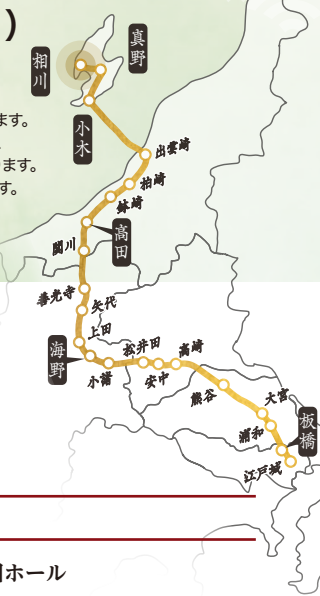 )
真野
相川
ます。
小木
ます。
す。
出雲崎
柏崎
鉢崎
高田
関川
善光寺
矢代
上田
海野
小諸
松井田
安中
高崎
熊谷
大宮
浦和
板橋
江戸城
ホール